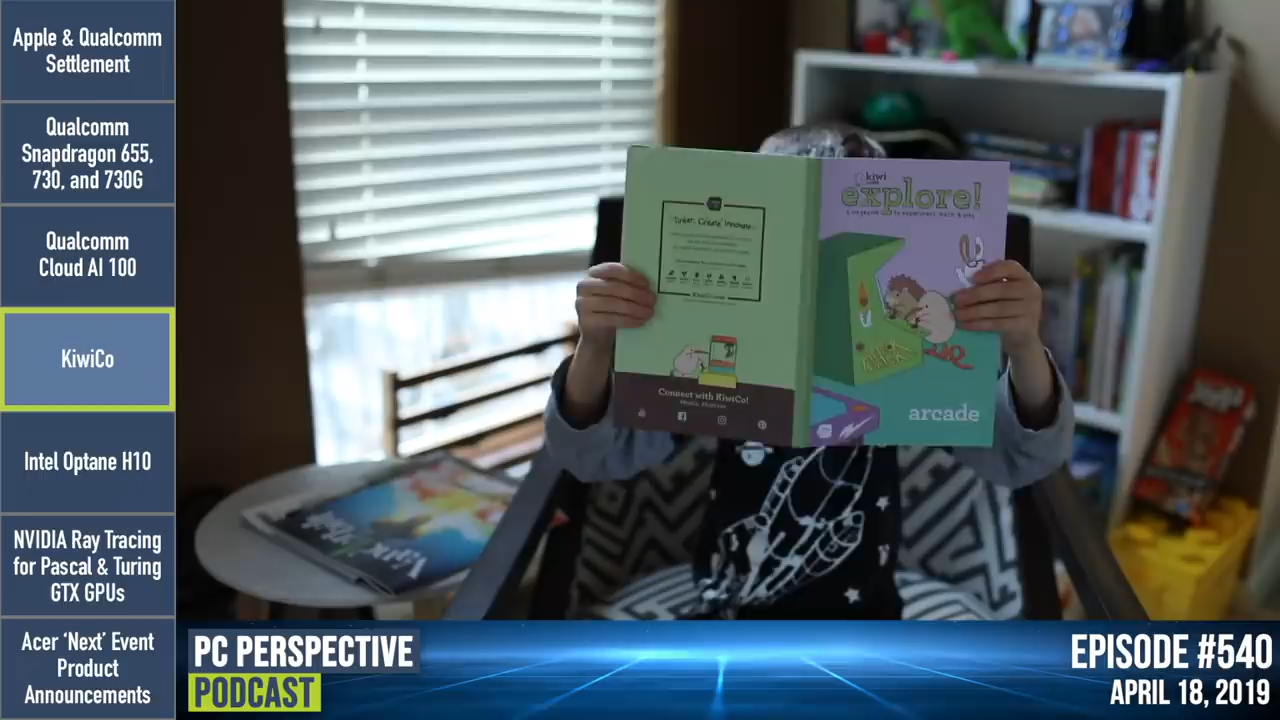 Apple & Qualcomm
Settlement
Qualcomm
Snapdragon 655,
730, and 730G
Qualcomm
Cloud AI 100
KiwiCo
Intel Optane H10
NVIDIA Ray Tracing
for Pascal & Turing
GTX GPUs
Acer ‘Next’ Event
Product
Announcements
Tinker. Create. Innovate.
Connect with KiwiCo!
kiwi
explore!
arcade
PC PERSPECTIVE
PODCAST
EPISODE #540
APRIL 18, 2019